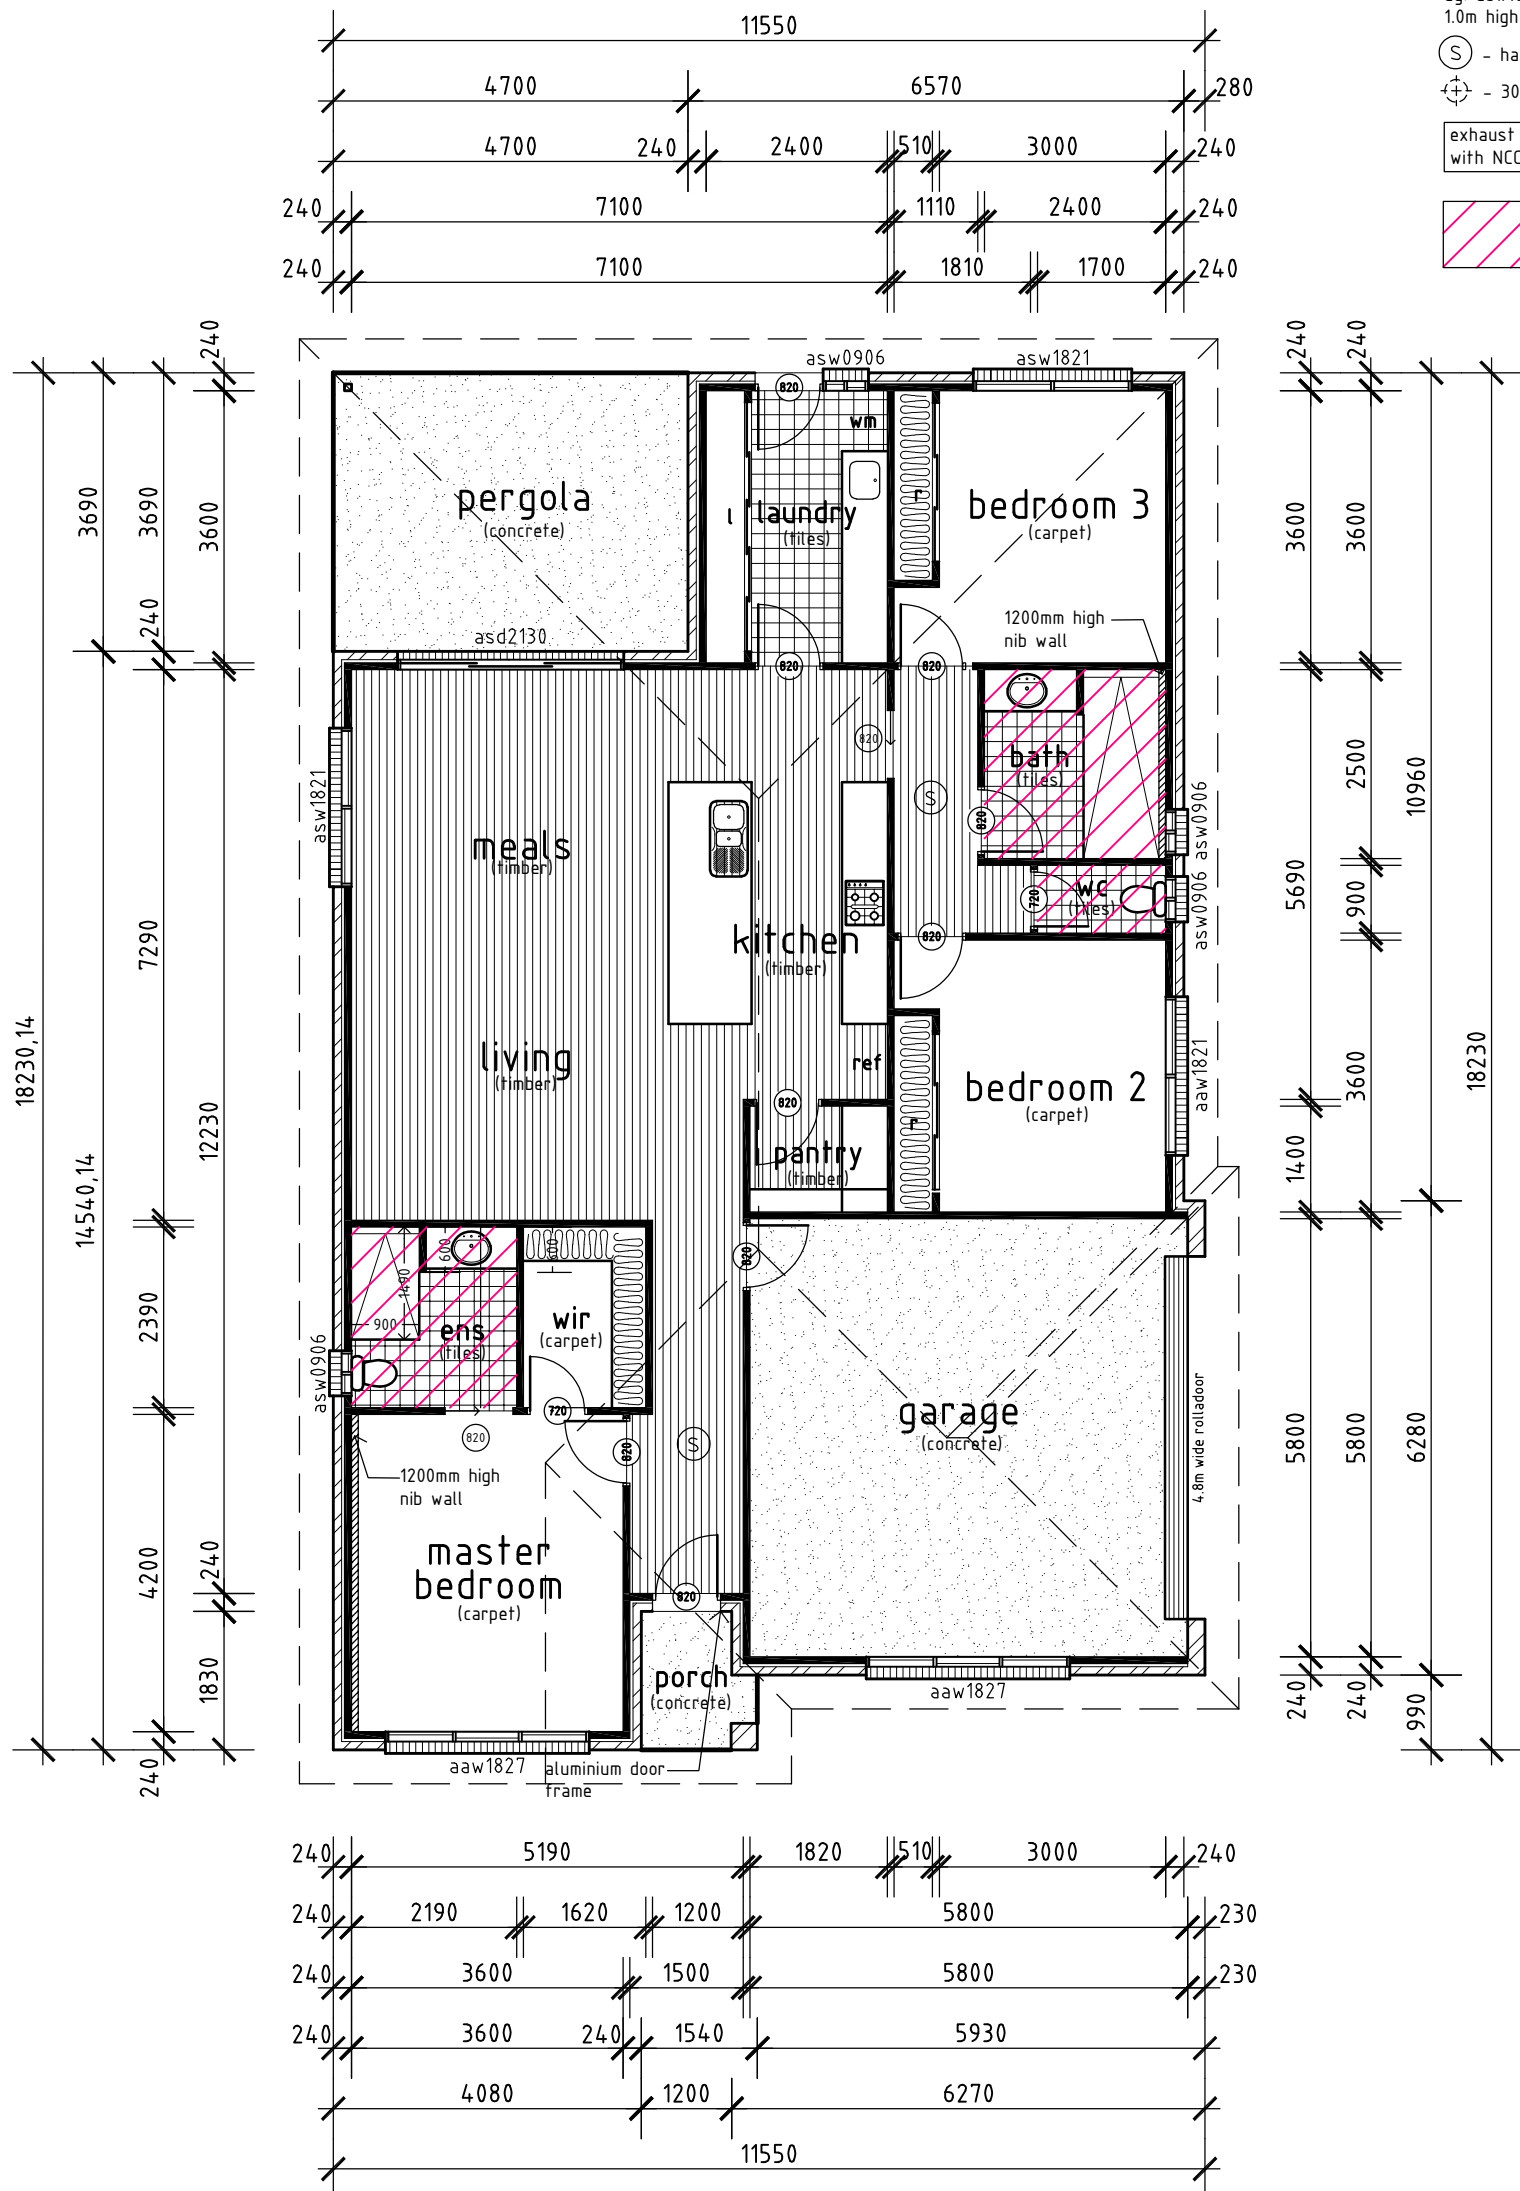 11550
1.0m high
4700
6570
280
S - ha
- 30
4700
240
2400
510
3000
240
exhaust
with NCC
240
7100
1110
2400
240
240
7100
1810
1700
240
240
240
240
asw0906
asw1821
820
wm
3690
3690
3600
pergola
(concrete)
l
laundry
(tiles)
r
bedroom 3
(carpet)
3600
3600
240
asd2130
1200mm high
nib wall
820
820
820
S
bath
(tiles)
820
2500
10960
asw1821
meals
(timber)
asw0906
asw0906
wc
(tiles)
720
900
5690
7290
kitchen
(timber)
820
18230,14
living
(timber)
ref
bedroom 2
(carpet)
aaw1821
3600
18230
820
r
pantry
(timber)
12230
14540,14
1400
600
600
1490
900
820
2390
ens
(tiles)
wir
(carpet)
asw0906
720
820
820
S
garage
(concrete)
4.8m wide rolladoor
5800
5800
6280
1200mm high
nib wall
4200
240
master
bedroom
(carpet)
820
1830
porch
(concrete)
aaw1827
240
240
990
240
aaw1827
aluminium door
frame
240
5190
1820
510
3000
240
240
2190
1620
1200
5800
230
240
3600
1500
5800
230
240
3600
240
1540
5930
4080
1200
6270
11550